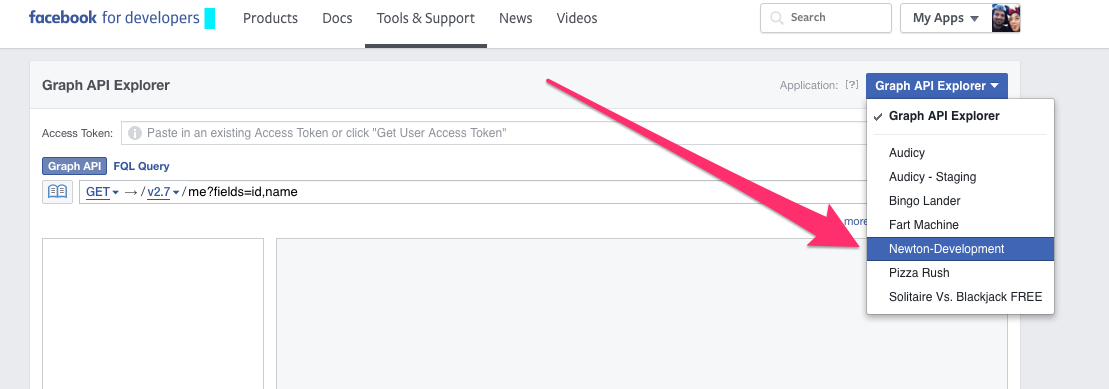 facebook for developers Products Docs Tools & Support News Videos Search My Apps
Graph API Explorer Application: [?] Graph API Explorer
Graph API Explorer
Access Token: Paste in an existing Access Token or click "Get User Access Token"
Audicy
Graph API FQL Query
Audicy - Staging
GET → / v2.7 / me?fields=id,name
Bingo Lander
more
Fart Machine
Newton-Development
Pizza Rush
Solitaire Vs. Blackjack FREE